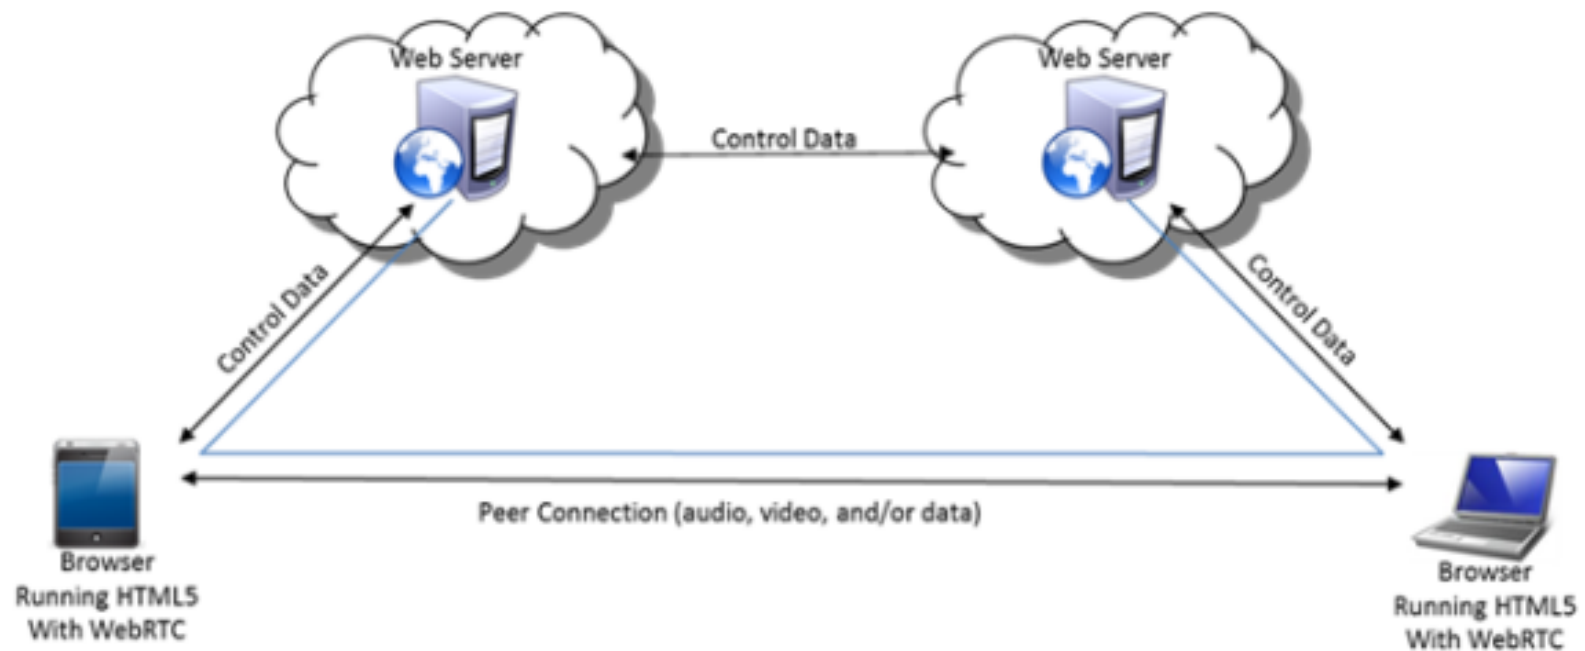 Web Server
Web Server
Control Data
Control Data
Control Data
Peer Connection (audio, video, and/or data)
Browser
Running HTML5
With WebRTC
Browser
Running HTML5
With WebRTC